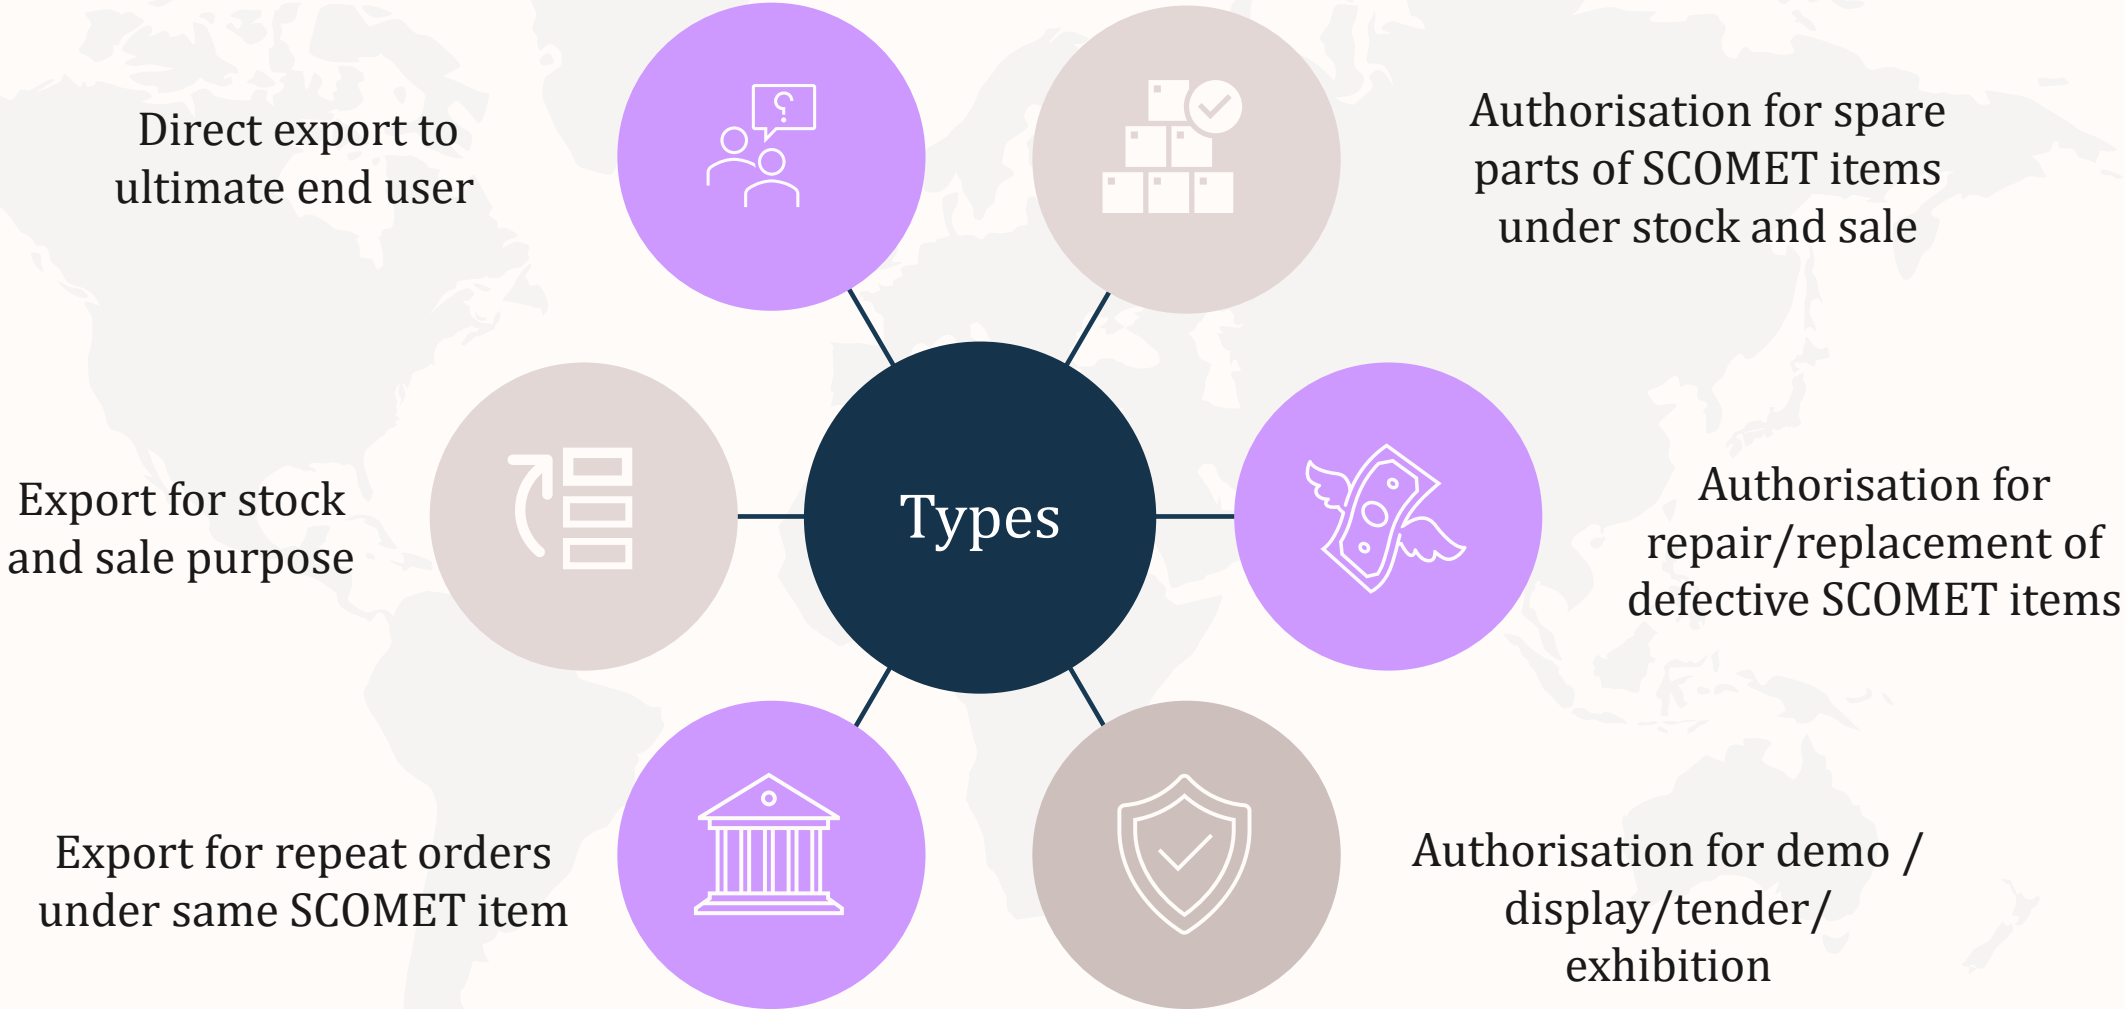 Direct export to
ultimate end user
Authorisation for spare
parts of SCOMET items
under stock and sale
Export for stock
and sale purpose
Types
Authorisation for
repair/replacement of
defective SCOMET items
Export for repeat orders
under same SCOMET item
Authorisation for demo /
display/tender/
exhibition